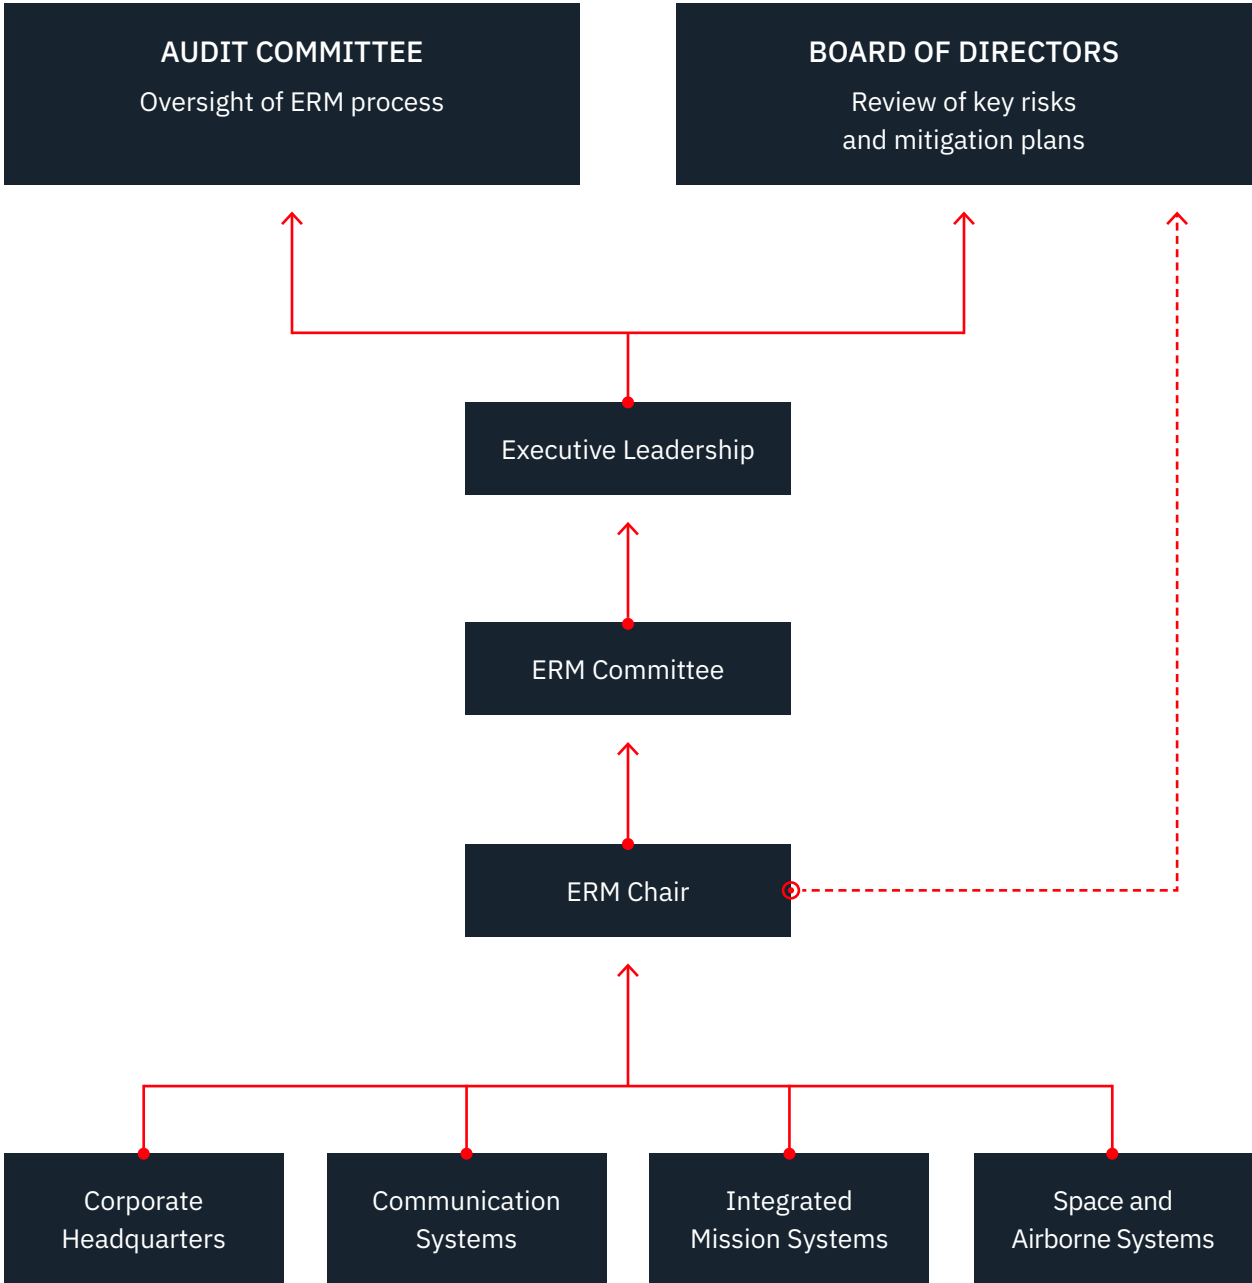 AUDIT COMMITTEE
Oversight of ERM process
BOARD OF DIRECTORS
Review of key risks
and mitigation plans
Executive Leadership
ERM Committee
ERM Chair
Corporate
Headquarters
Communication
Systems
Integrated
Mission Systems
Space and
Airborne Systems